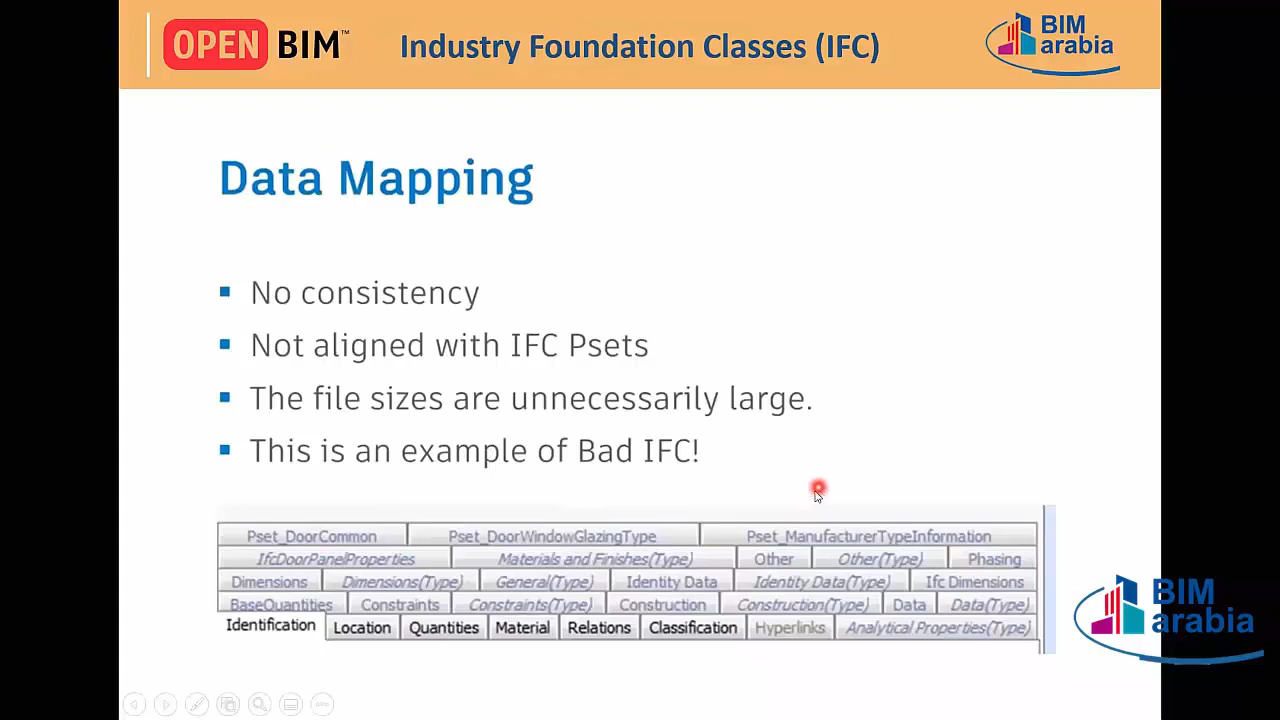 OPEN BIM™ Industry Foundation Classes (IFC) BIM arabia
Data Mapping
▪ No consistency
▪ Not aligned with IFC Psets
▪ The file sizes are unnecessarily large.
▪ This is an example of Bad IFC!
Pset_DoorCommon Pset_DoorWindowGlazingType Pset_ManufacturerTypeInformation
IfcDoorPanelProperties Materials and Finishes(Type) Other Other(Type) Phasing
Dimensions Dimensions(Type) General(Type) Identity Data Identity Data(Type) Ifc Dimensions
BaseQuantities Constraints Constraints(Type) Construction Construction(Type) Data Data(Type)
Identification Location Quantities Material Relations Classification Hyperlinks Analytical Properties(Type)
BIM
arabia